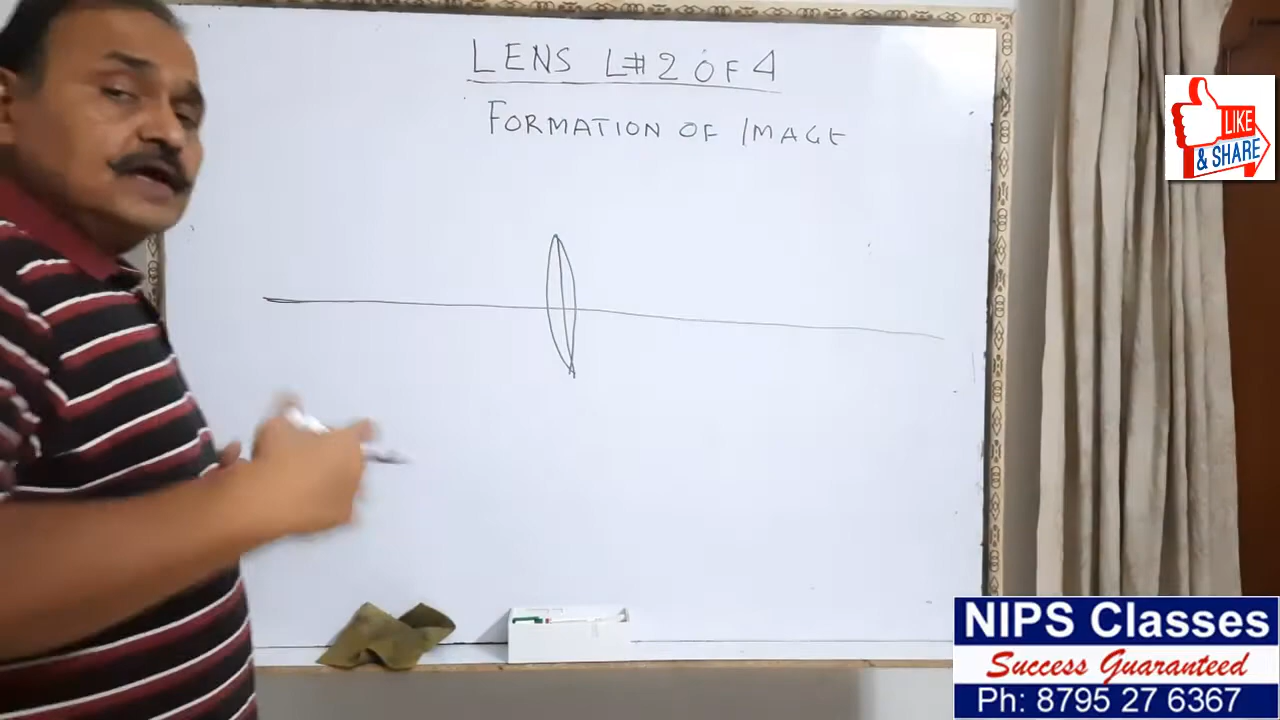 LENS L#2 OF 4
FORMATION OF IMAGE
LIKE
& SHARE
NIPS Classes
Success Guaranteed
Ph: 8795 27 6367